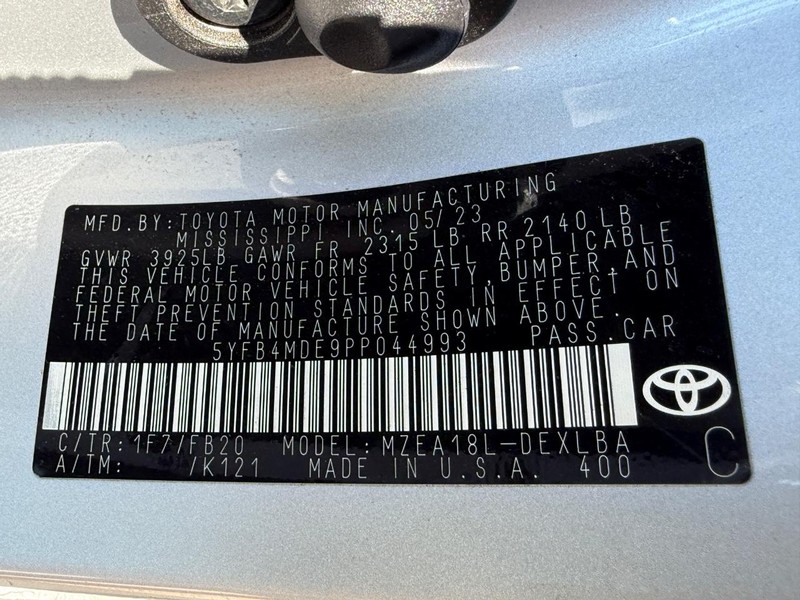 MFD.BY:TOYOTA MOTOR MANUFACTURING
MISSISSIPPI INC. 05/23
GVWR 3925LB GAWR FR 2315 LB RR 2140 LB
THIS VEHICLE CONFORMS TO ALL APPLICABLE
FEDERAL MOTOR VEHICLE SAFETY, BUMPER, AND
THEFT PREVENTION STANDARDS IN EFFECT ON
THE DATE OF MANUFACTURE SHOWN ABOVE.
5YFB4MDE9PP044993 PASS.CAR
C/TR:1F7/FB20 MODEL:MZEA18L-DEXLBA
A/TM: /K121 MADE IN U.S.A. 400 C